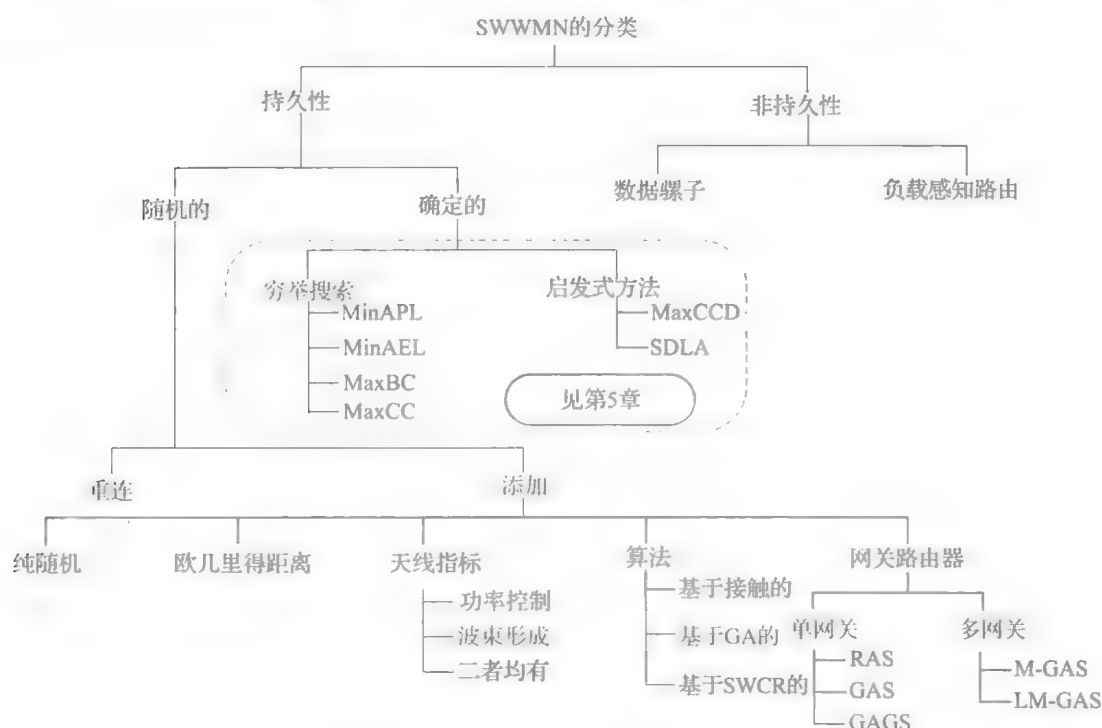 SWWMN的分类
持久性
非持久性
随机的
确定的
数据骡子
负载感知路由
穷举搜索
MinAPL
MinAEL
MaxBC
MaxCC
启发式方法
MaxCCD
SDLA
见第5章
重连
添加
纯随机
欧几里得距离
天线指标
功率控制
波束形成
二者均有
算法
基于接触的
基于GA的
基于SWCR的
网关路由器
单网关
RAS
GAS
GAGS
多网关
M-GAS
LM-GAS